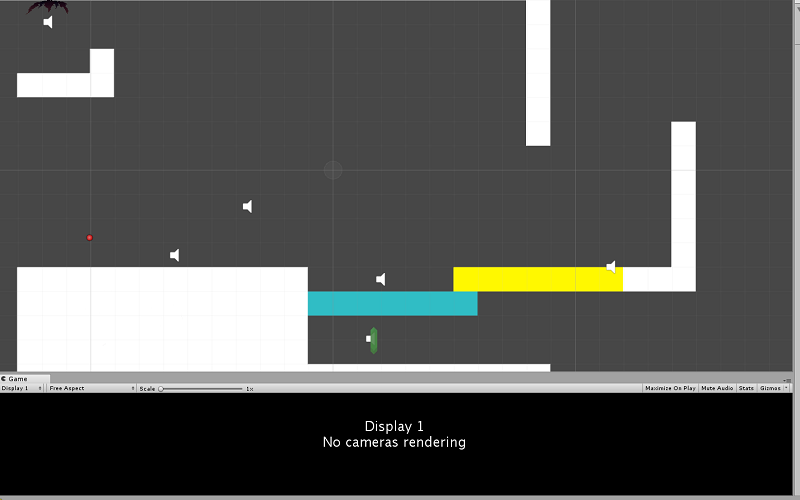 Game
Display 1 Free Aspect Scale 1x Maximize On Play Mute Audio Stats Gizmos
Display 1
No cameras rendering